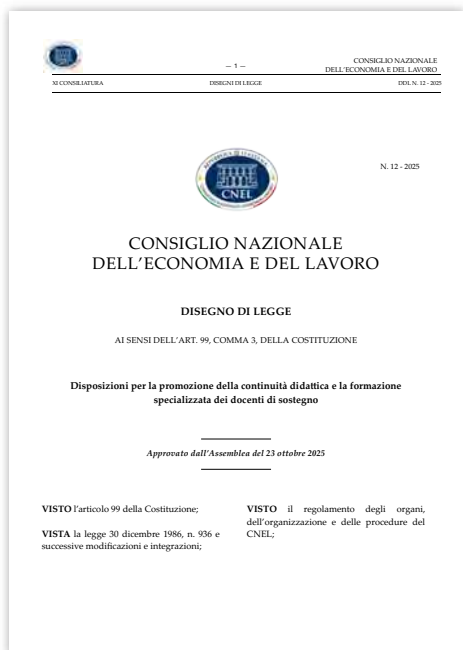 — 1 —
CONSIGLIO NAZIONALE
DELL'ECONOMIA E DEL LAVORO
XI CONSILIATURA
DISEGNI DI LEGGE
DDL N. 12 - 2025
N. 12 - 2025
CNEL
CONSIGLIO NAZIONALE
DELL'ECONOMIA E DEL LAVORO
DISEGNO DI LEGGE
AI SENSI DELL'ART. 99, COMMA 3, DELLA COSTITUZIONE
Disposizioni per la promozione della continuità didattica e la formazione
specializzata dei docenti di sostegno
Approvato dall'Assemblea del 23 ottobre 2025
VISTO l'articolo 99 della Costituzione;
VISTA la legge 30 dicembre 1986, n. 936 e
successive modificazioni e integrazioni;
VISTO il regolamento degli organi,
dell'organizzazione e delle procedure del
CNEL;